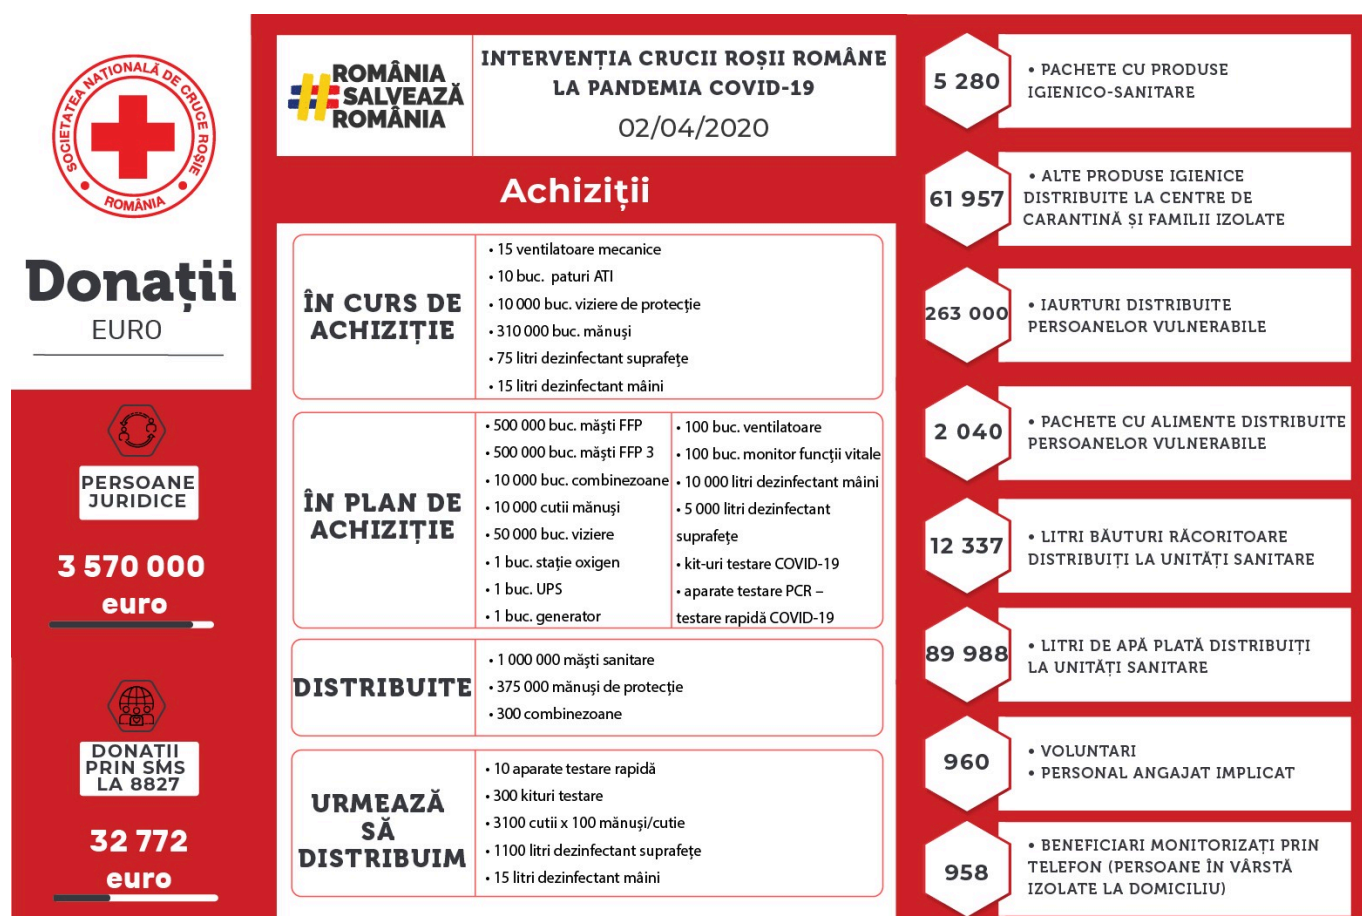 SOCIETATEA NAȚIONALĂ DE CRUCE ROȘIE
• ROMÂNIA •
Donații
EURO
PERSOANE
JURIDICE
3 570 000
euro
DONAȚII
PRIN SMS
LA 8827
32 772
euro
#ROMÂNIA
SALVEAZĂ
ROMÂNIA
INTERVENȚIA CRUCII ROȘII ROMÂNE
LA PANDEMIA COVID-19
02/04/2020
Achiziții
ÎN CURS DE
ACHIZIȚIE
• 15 ventilatoare mecanice
• 10 buc. paturi ATI
• 10 000 buc. viziere de protecție
• 310 000 buc. mănuși
• 75 litri dezinfectant suprafețe
• 15 litri dezinfectant mâini
ÎN PLAN DE
ACHIZIȚIE
• 500 000 buc. măști FFP
• 500 000 buc. măști FFP 3
• 10 000 buc. combinezoane
• 10 000 cutii mănuși
• 50 000 buc. viziere
• 1 buc. stație oxigen
• 1 buc. UPS
• 1 buc. generator
• 100 buc. ventilatoare
• 100 buc. monitor funcții vitale
• 10 000 litri dezinfectant mâini
• 5 000 litri dezinfectant
suprafețe
• kit-uri testare COVID-19
• aparate testare PCR –
testare rapidă COVID-19
DISTRIBUITE
• 1 000 000 măști sanitare
• 375 000 mănuși de protecție
• 300 combinezoane
URMEAZĂ
SĂ
DISTRIBUIM
• 10 aparate testare rapidă
• 300 kituri testare
• 3100 cutii x 100 mănuși/cutie
• 1100 litri dezinfectant suprafețe
• 15 litri dezinfectant mâini
5 280
• PACHETE CU PRODUSE
IGIENICO-SANITARE
61 957
• ALTE PRODUSE IGIENICE
DISTRIBUITE LA CENTRE DE
CARANTINĂ ȘI FAMILII IZOLATE
263 000
• IAURTURI DISTRIBUITE
PERSOANELOR VULNERABILE
2 040
• PACHETE CU ALIMENTE DISTRIBUITE
PERSOANELOR VULNERABILE
12 337
• LITRI BĂUTURI RĂCORITOARE
DISTRIBUIȚI LA UNITĂȚI SANITARE
89 988
• LITRI DE APĂ PLATĂ DISTRIBUIȚI
LA UNITĂȚI SANITARE
960
• VOLUNTARI
• PERSONAL ANGAJAT IMPLICAT
958
• BENEFICIARI MONITORIZAȚI PRIN
TELEFON (PERSOANE ÎN VÂRSTĂ
IZOLATE LA DOMICILIU)